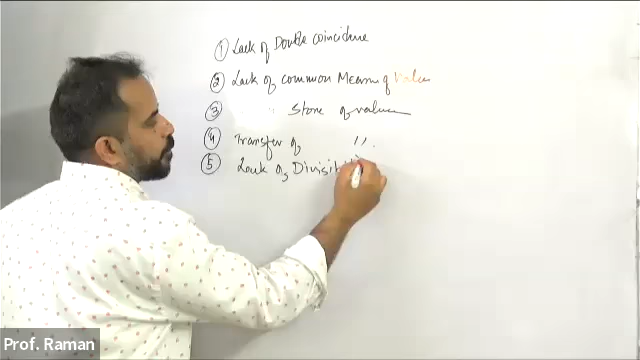 ① Lack of Double coincidence
② Lack of common Means of value
③ " " Store of value
④ Transfer of ".
⑤ Lack of Divisibi
Prof. Raman